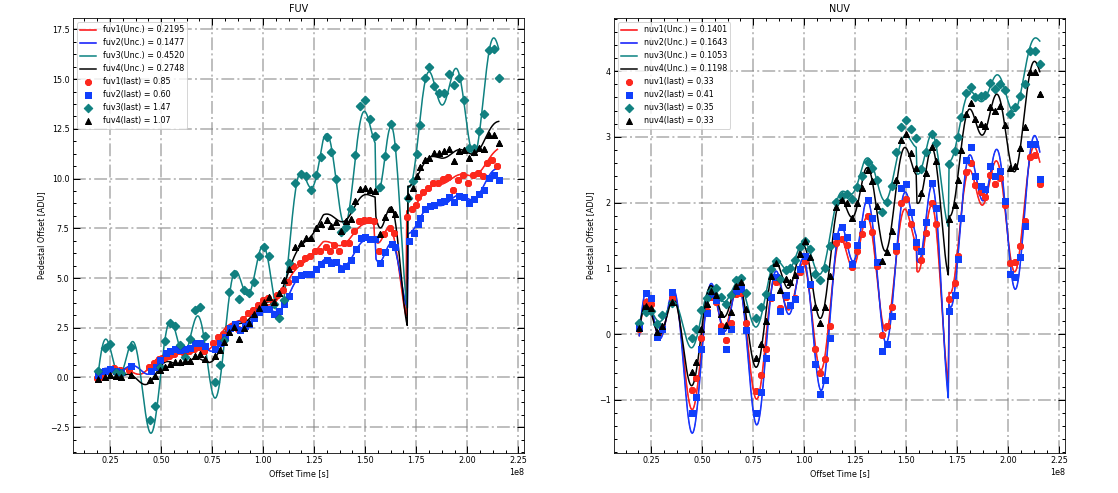 FUV
17.5
15.0
12.5
10.0
7.5
5.0
2.5
0.0
−2.5
Pedestal Offset [ADU]
fuv1(Unc.) = 0.2195
fuv2(Unc.) = 0.1477
fuv3(Unc.) = 0.4520
fuv4(Unc.) = 0.2748
fuv1(last) = 0.85
fuv2(last) = 0.60
fuv3(last) = 1.47
fuv4(last) = 1.07
0.25 0.50 0.75 1.00 1.25 1.50 1.75 2.00 2.25
Offset Time [s]
1e8
NUV
4
3
2
1
0
−1
Pedestal Offset [ADU]
nuv1(Unc.) = 0.1401
nuv2(Unc.) = 0.1643
nuv3(Unc.) = 0.1053
nuv4(Unc.) = 0.1198
nuv1(last) = 0.33
nuv2(last) = 0.41
nuv3(last) = 0.35
nuv4(last) = 0.33
0.25 0.50 0.75 1.00 1.25 1.50 1.75 2.00 2.25
Offset Time [s]
1e8